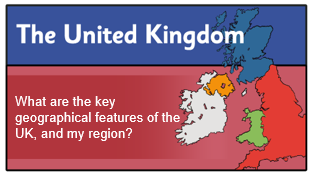 The United Kingdom
What are the key
geographical features of the
UK, and my region?